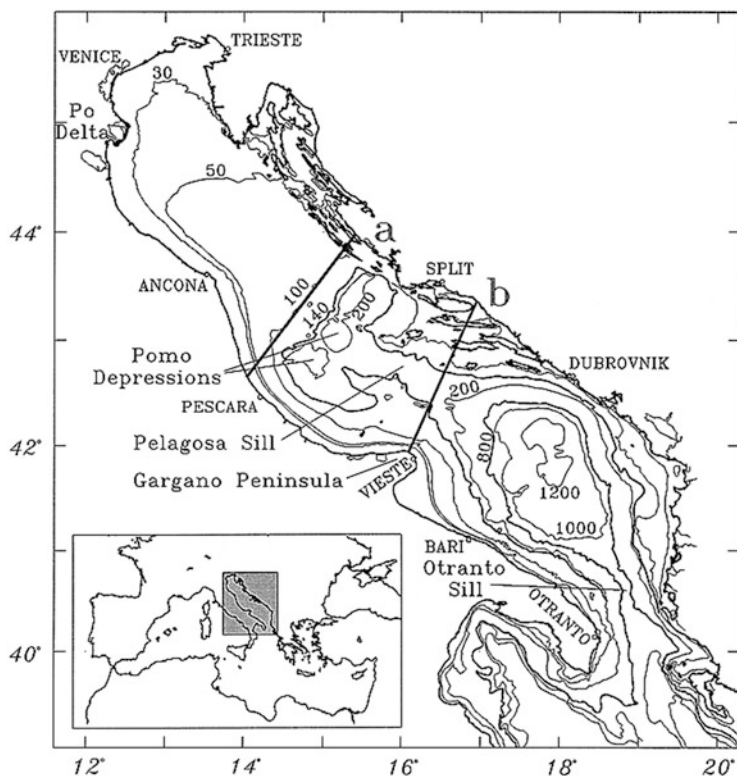 TRIESTE
VENICE
30
Po
Delta
50
44°
a
ANCONA
SPLIT
b
100
140
200
Pomo
Depressions
DUBROVNIK
PESCARA
200
Pelagosa Sill
42°
800
Gargano Peninsula
VIESTE
1200
1000
BARI
Otranto
Sill
OTRANTO
40°
12°
14°
16°
18°
20°